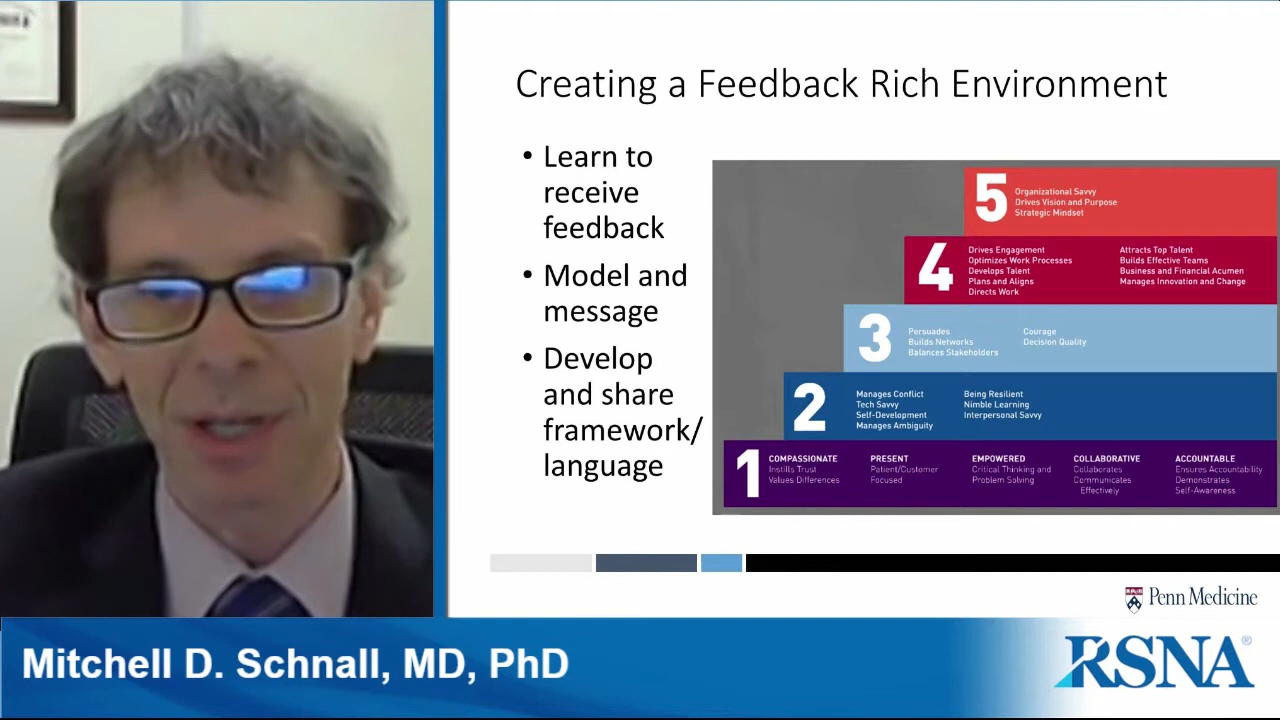 Creating a Feedback Rich Environment
• Learn to
receive
feedback
• Model and
message
• Develop
and share
framework/
language
5
Organizational Savvy
Drives Vision and Purpose
Strategic Mindset
4
Drives Engagement
Optimizes Work Processes
Develops Talent
Plans and Aligns
Directs Work
Attracts Top Talent
Builds Effective Teams
Business and Financial Acumen
Manages Innovation and Change
3
Persuades
Builds Networks
Balances Stakeholders
Courage
Decision Quality
2
Manages Conflict
Tech Savvy
Self-Development
Manages Ambiguity
Being Resilient
Nimble Learning
Interpersonal Savvy
1
COMPASSIONATE
Instills Trust
Values Differences
PRESENT
Patient/Customer
Focused
EMPOWERED
Critical Thinking and
Problem Solving
COLLABORATIVE
Collaborates
Communicates
Effectively
ACCOUNTABLE
Ensures Accountability
Demonstrates
Self-Awareness
Penn Medicine
Mitchell D. Schnall, MD, PhD
RSNA®